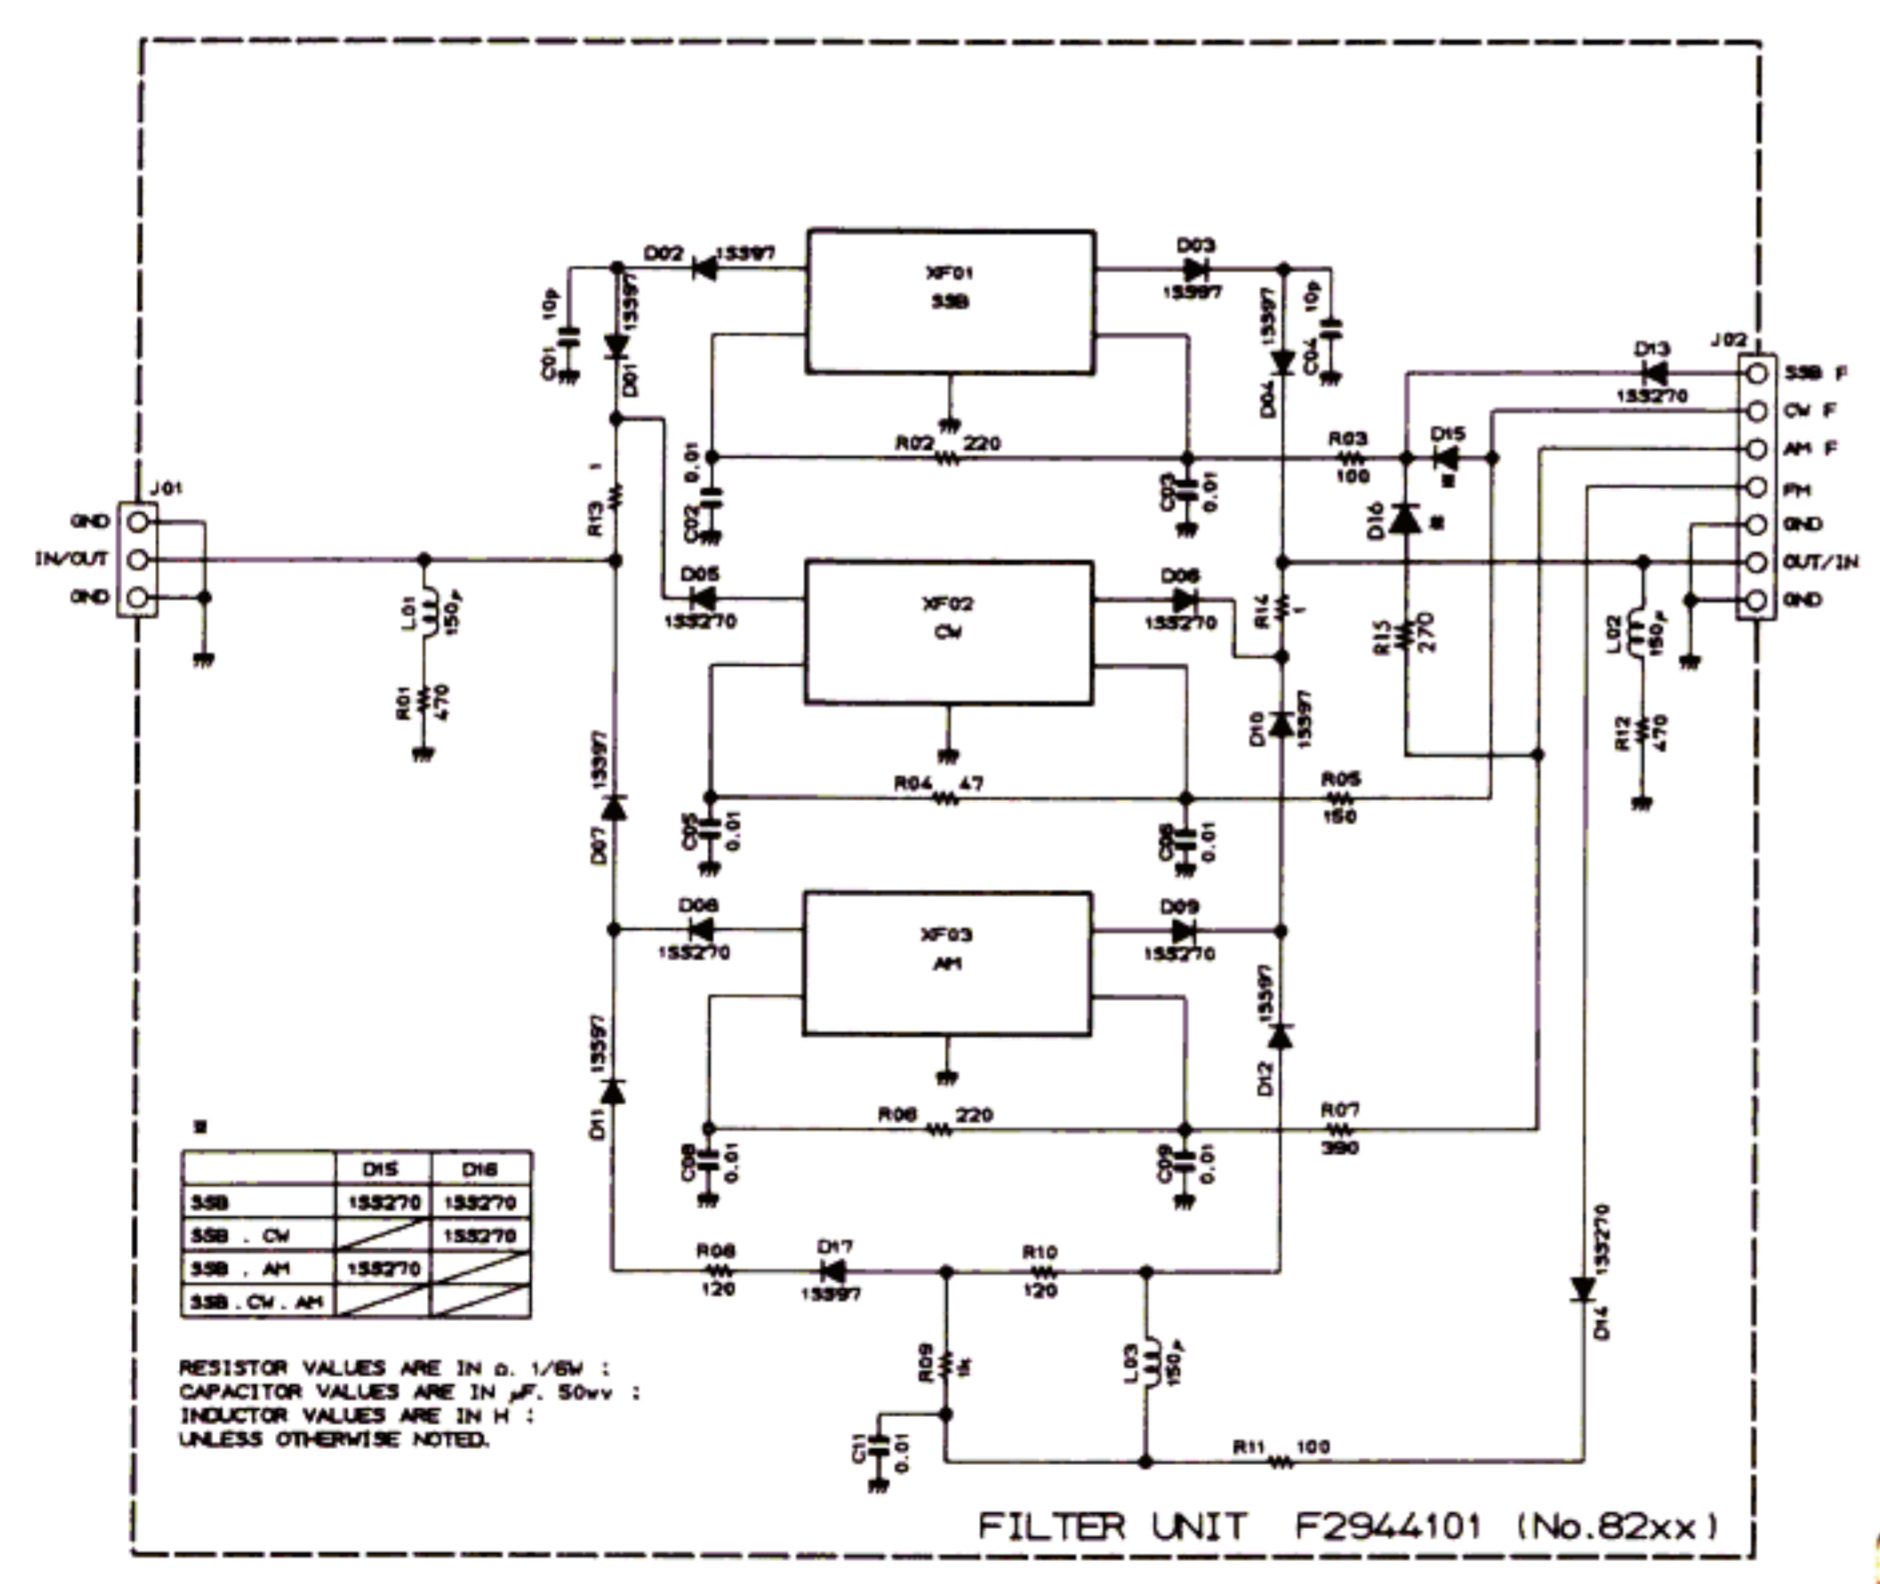 D02 1SS97
XF01
SSB
D03
1SS97
C01 10p
1SS97
D01
1SS97
D04
10p
C04
J02
D13
1SS270
SSB F
CW F
AM F
FM
GND
OUT/IN
GND
R02 220
C02 0.01
C03 0.01
R03
100
D15
※
D16 ※
R13 1
J01
GND
IN/OUT
GND
L01
150μ
R01
470
D05
1SS270
XF02
CW
D06
1SS270
R14
1
R15
270
L02
150μ
R12
470
D10
1SS97
1SS97
D07
R04 47
C05
0.01
C06
0.01
R05
150
D08
1SS270
XF03
AM
D09
1SS270
1SS97
D11
1SS97
D12
R06 220
C08
0.01
C09
0.01
R07
390
※
D15 D16
SSB 1SS270 1SS270
SSB . CW 1SS270
SSB . AM 1SS270
SSB . CW . AM
R08
120
D17
1SS97
R10
120
R09
1k
L03
150μ
C11
0.01
R11 100
1SS270
D14
RESISTOR VALUES ARE IN Ω. 1/6W ;
CAPACITOR VALUES ARE IN μF. 50wv ;
INDUCTOR VALUES ARE IN H ;
UNLESS OTHERWISE NOTED.
FILTER UNIT F2944101 (No.82xx)